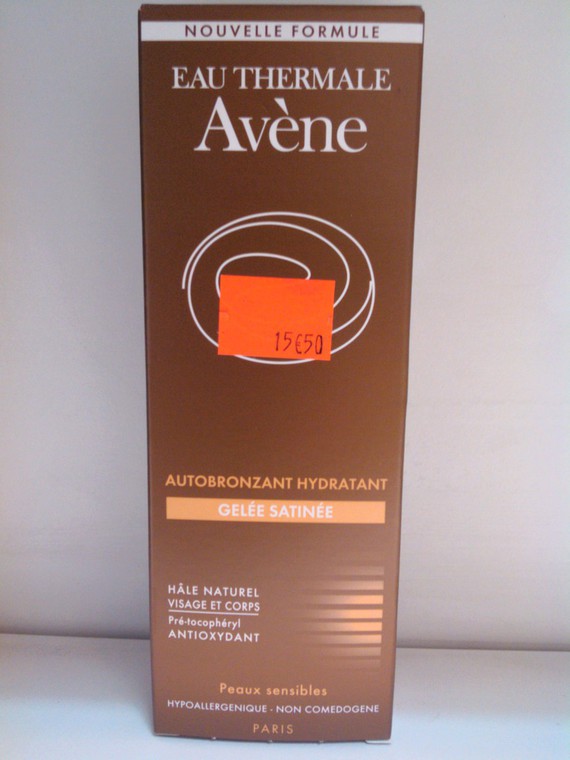 NOUVELLE FORMULE
EAU THERMALE
Avène
15€50
AUTOBRONZANT HYDRATANT
GELÉE SATINÉE
HÂLE NATUREL
VISAGE ET CORPS
Pré-tocophéryl
ANTIOXYDANT
Peaux sensibles
HYPOALLERGENIQUE - NON COMEDOGENE
PARIS